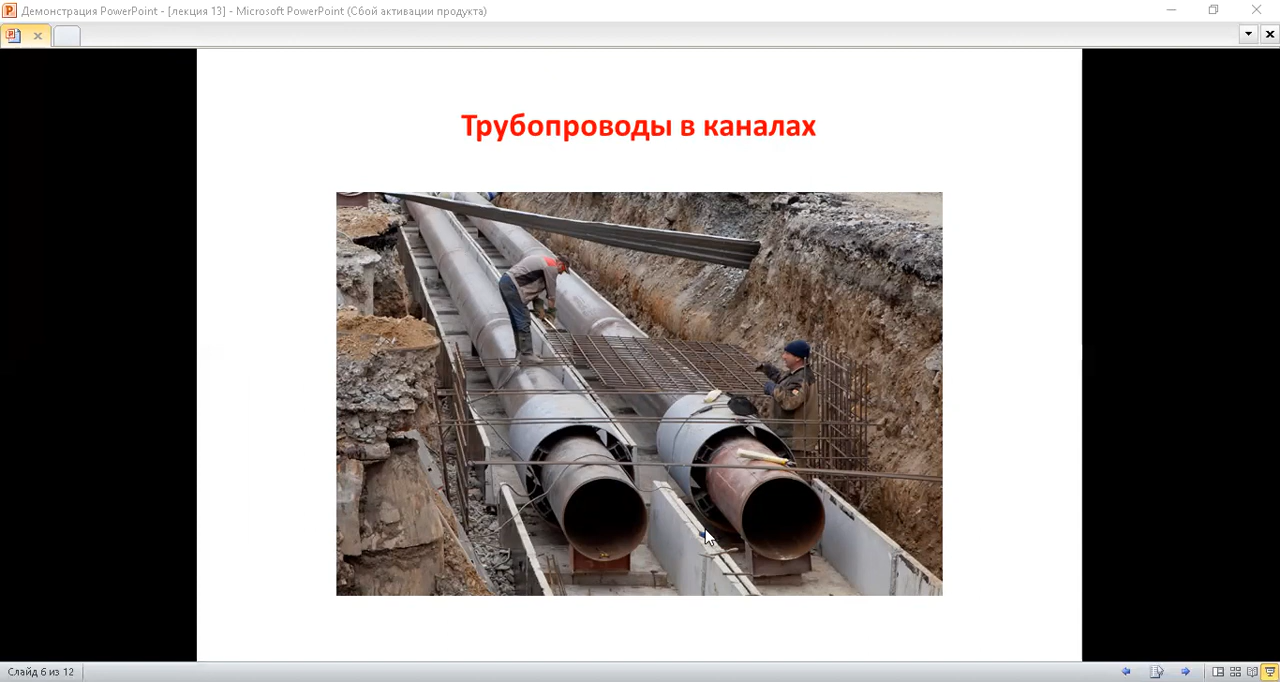 Демонстрация PowerPoint - [лекция 13] - Microsoft PowerPoint (Сбой активации продукта)
Трубопроводы в каналах
Слайд 6 из 12